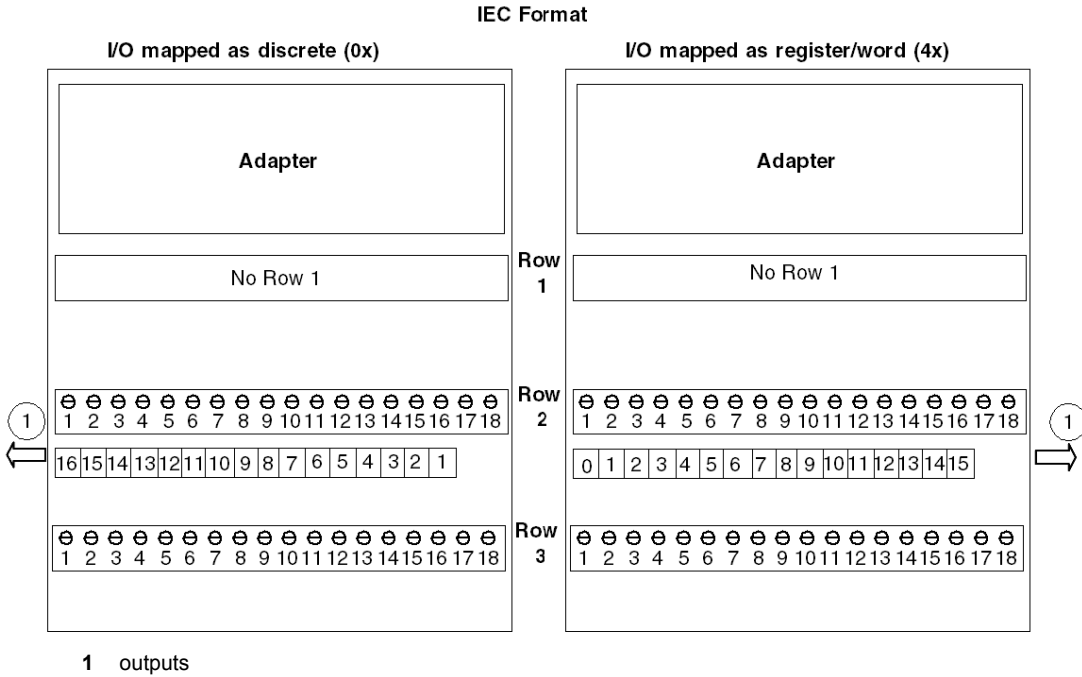 IEC Format
I/O mapped as discrete (0x)
I/O mapped as register/word (4x)
Adapter
Adapter
No Row 1
Row
1
No Row 1
1 2 3 4 5 6 7 8 9 10 11 12 13 14 15 16 17 18
Row
2
1 2 3 4 5 6 7 8 9 10 11 12 13 14 15 16 17 18
1
1
16 15 14 13 12 11 10 9 8 7 6 5 4 3 2 1
0 1 2 3 4 5 6 7 8 9 10 11 12 13 14 15
1 2 3 4 5 6 7 8 9 10 11 12 13 14 15 16 17 18
Row
3
1 2 3 4 5 6 7 8 9 10 11 12 13 14 15 16 17 18
1 outputs